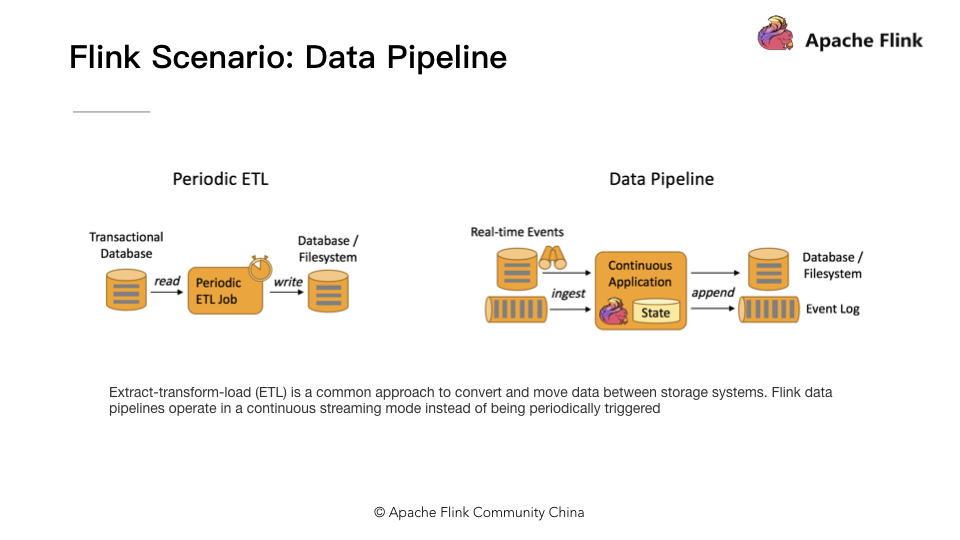 Flink Scenario: Data Pipeline
Apache Flink
Periodic ETL
Transactional
Database
read
Periodic
ETL Job
write
Database /
Filesystem
Data Pipeline
Real-time Events
ingest
Continuous
Application
State
append
Database /
Filesystem
Event Log
Extract-transform-load (ETL) is a common approach to convert and move data between storage systems. Flink data
pipelines operate in a continuous streaming mode instead of being periodically triggered
© Apache Flink Community China